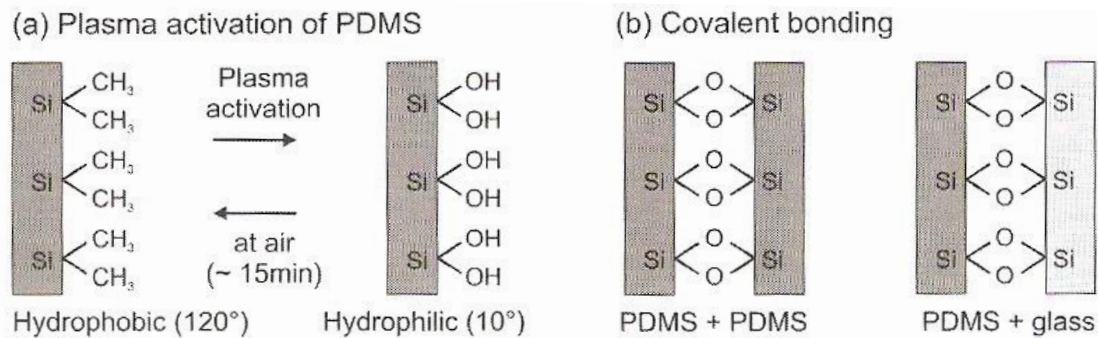 (a) Plasma activation of PDMS
Si
CH₃
CH₃
Si
CH₃
CH₃
Si
CH₃
CH₃
Hydrophobic (120°)
Plasma
activation
at air
(~ 15min)
Si
OH
OH
Si
OH
OH
Si
OH
OH
Hydrophilic (10°)
(b) Covalent bonding
Si
O
O
Si
Si
O
O
Si
Si
O
O
Si
PDMS + PDMS
Si
O
O
Si
Si
O
O
Si
Si
O
O
Si
PDMS + glass